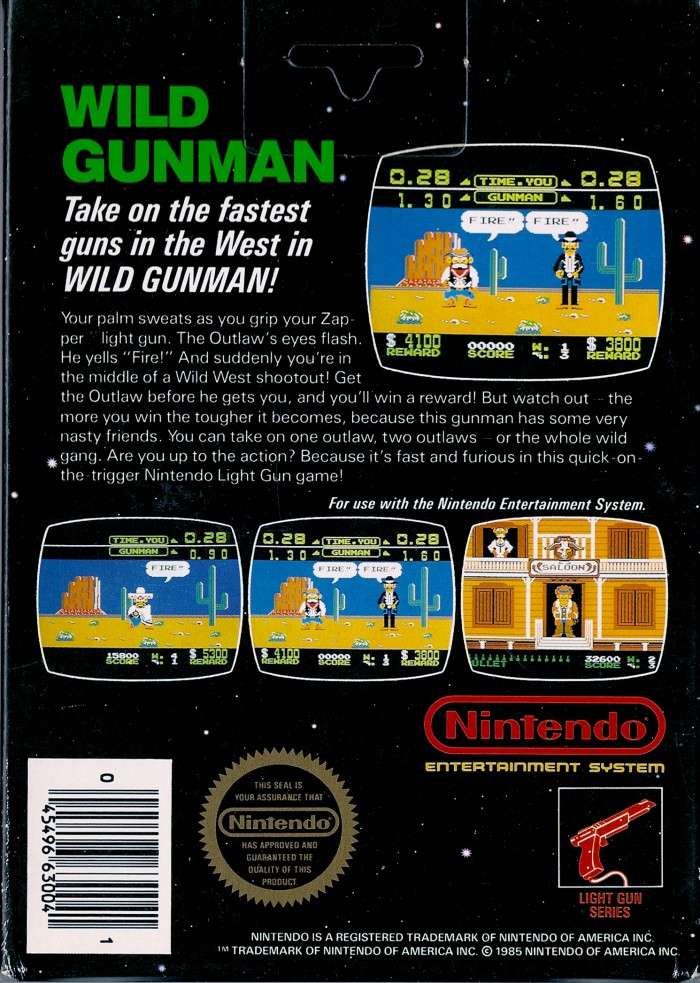 WILD
GUNMAN
Take on the fastest
guns in the West in
WILD GUNMAN!
Your palm sweats as you grip your Zap-
per light gun. The Outlaw's eyes flash.
He yells "Fire!" And suddenly you're in
the middle of a Wild West shootout! Get
the Outlaw before he gets you, and you'll win a reward! But watch out – the
more you win the tougher it becomes, because this gunman has some very
nasty friends. You can take on one outlaw, two outlaws – or the whole wild
gang. Are you up to the action? Because it's fast and furious in this quick-on-
the-trigger Nintendo Light Gun game!
0.28 TIME.YOU 0.28
1.30 GUNMAN 1.60
FIRE" FIRE"
$ 4100 00000 W: 1 $ 3800
REWARD SCORE 3 REWARD
For use with the Nintendo Entertainment System.
TIME.YOU 0.28
GUNMAN 0.90
FIRE"
15800 W: 4 $ 5300
SCORE 1 REWARD
0.28 TIME.YOU 0.28
1.30 GUNMAN 1.60
FIRE" FIRE"
$ 4100 00000 W: $ 3800
REWARD SCORE 3 REWARD
SALOON
ULLET 32600 W: 2
SCORE 3
Nintendo®
ENTERTAINMENT SYSTEM
0
45496 63004
1
THIS SEAL IS
YOUR ASSURANCE THAT
Nintendo®
HAS APPROVED AND
GUARANTEED THE
QUALITY OF THIS
PRODUCT.
LIGHT GUN
SERIES
NINTENDO IS A REGISTERED TRADEMARK OF NINTENDO OF AMERICA INC.
™ TRADEMARK OF NINTENDO OF AMERICA INC. © 1985 NINTENDO OF AMERICA INC.